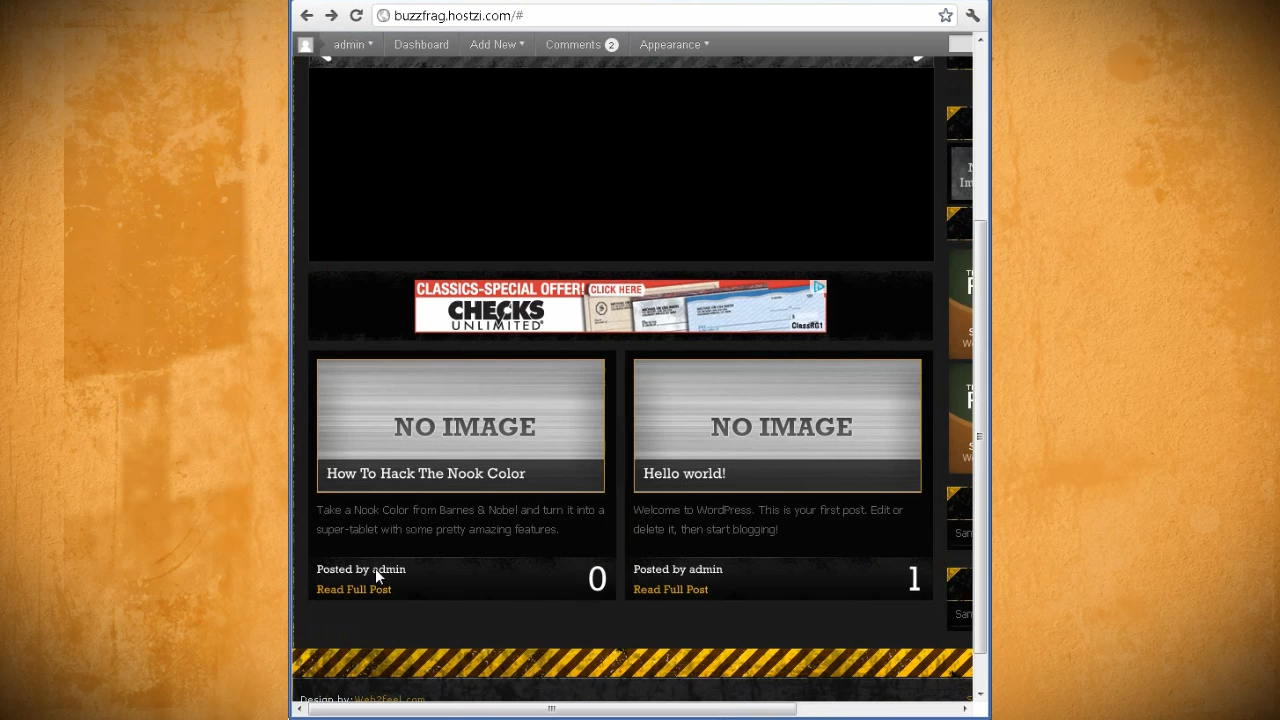 buzzfrag.hostzi.com/#
admin Dashboard Add New Comments 2 Appearance
CLASSICS-SPECIAL OFFER! CLICK HERE
CHECKS
UNLIMITED
ClassRG1
NO IMAGE
How To Hack The Nook Color
Take a Nook Color from Barnes & Nobel and turn it into a
super-tablet with some pretty amazing features.
Posted by admin
Read Full Post
0
NO IMAGE
Hello world!
Welcome to WordPress. This is your first post. Edit or
delete it, then start blogging!
Posted by admin
Read Full Post
1
Design by: Web2feel.com